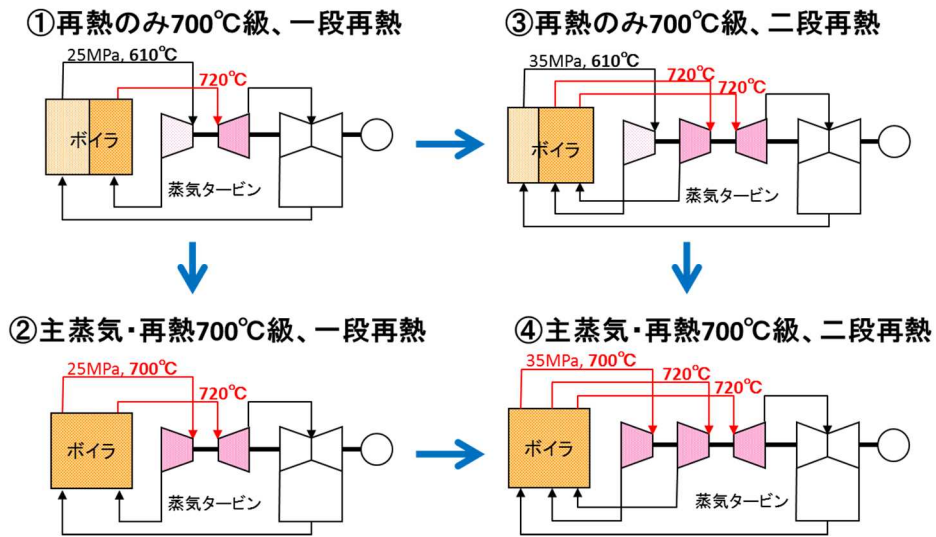 ①再熱のみ700℃級、一段再熱
25MPa, 610℃
720℃
ボイラ
蒸気タービン
③再熱のみ700℃級、二段再熱
35MPa, 610℃
720℃
720℃
ボイラ
蒸気タービン
②主蒸気・再熱700℃級、一段再熱
25MPa, 700℃
720℃
ボイラ
蒸気タービン
④主蒸気・再熱700℃級、二段再熱
35MPa, 700℃
720℃
720℃
ボイラ
蒸気タービン